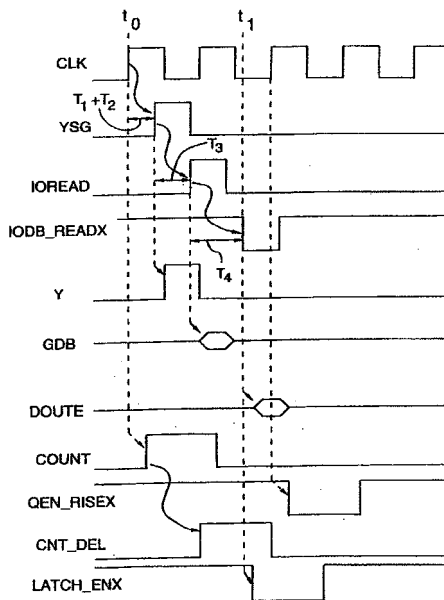 t0 t1
CLK
T1+T2
YSG
T3
IOREAD
IODB_READX
T4
Y
GDB
DOUTE
COUNT
QEN_RISEX
CNT_DEL
LATCH_ENX